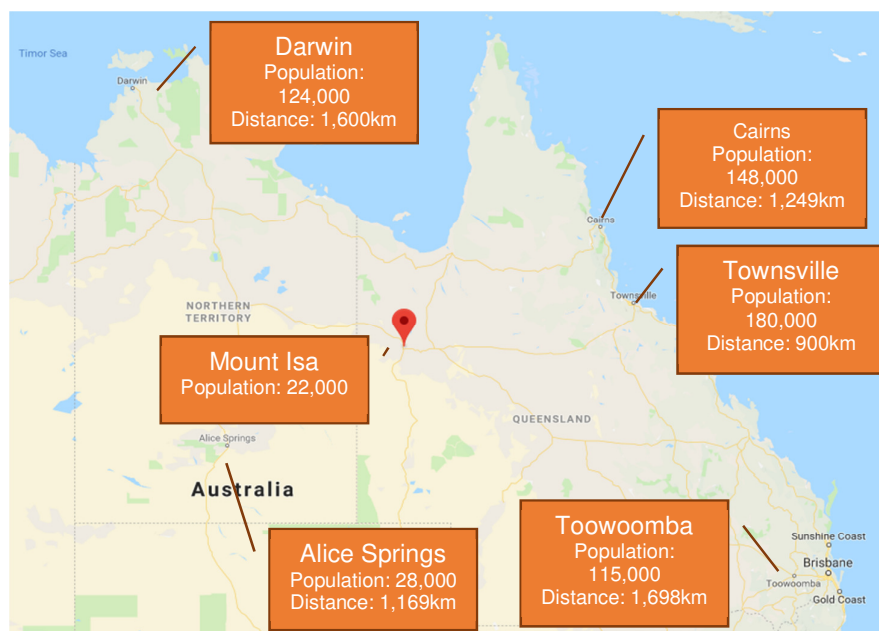 Timor Sea
Darwin
Darwin
Population:
124,000
Distance: 1,600km
Cairns
Population:
148,000
Distance: 1,249km
Cairns
Townsville
Population:
180,000
Distance: 900km
Townsville
NORTHERN
TERRITORY
Mount Isa
Population: 22,000
QUEENSLAND
Alice Springs
Australia
Alice Springs
Population: 28,000
Distance: 1,169km
Toowoomba
Population:
115,000
Distance: 1,698km
Sunshine Coast
Brisbane
Toowoomba
Gold Coast